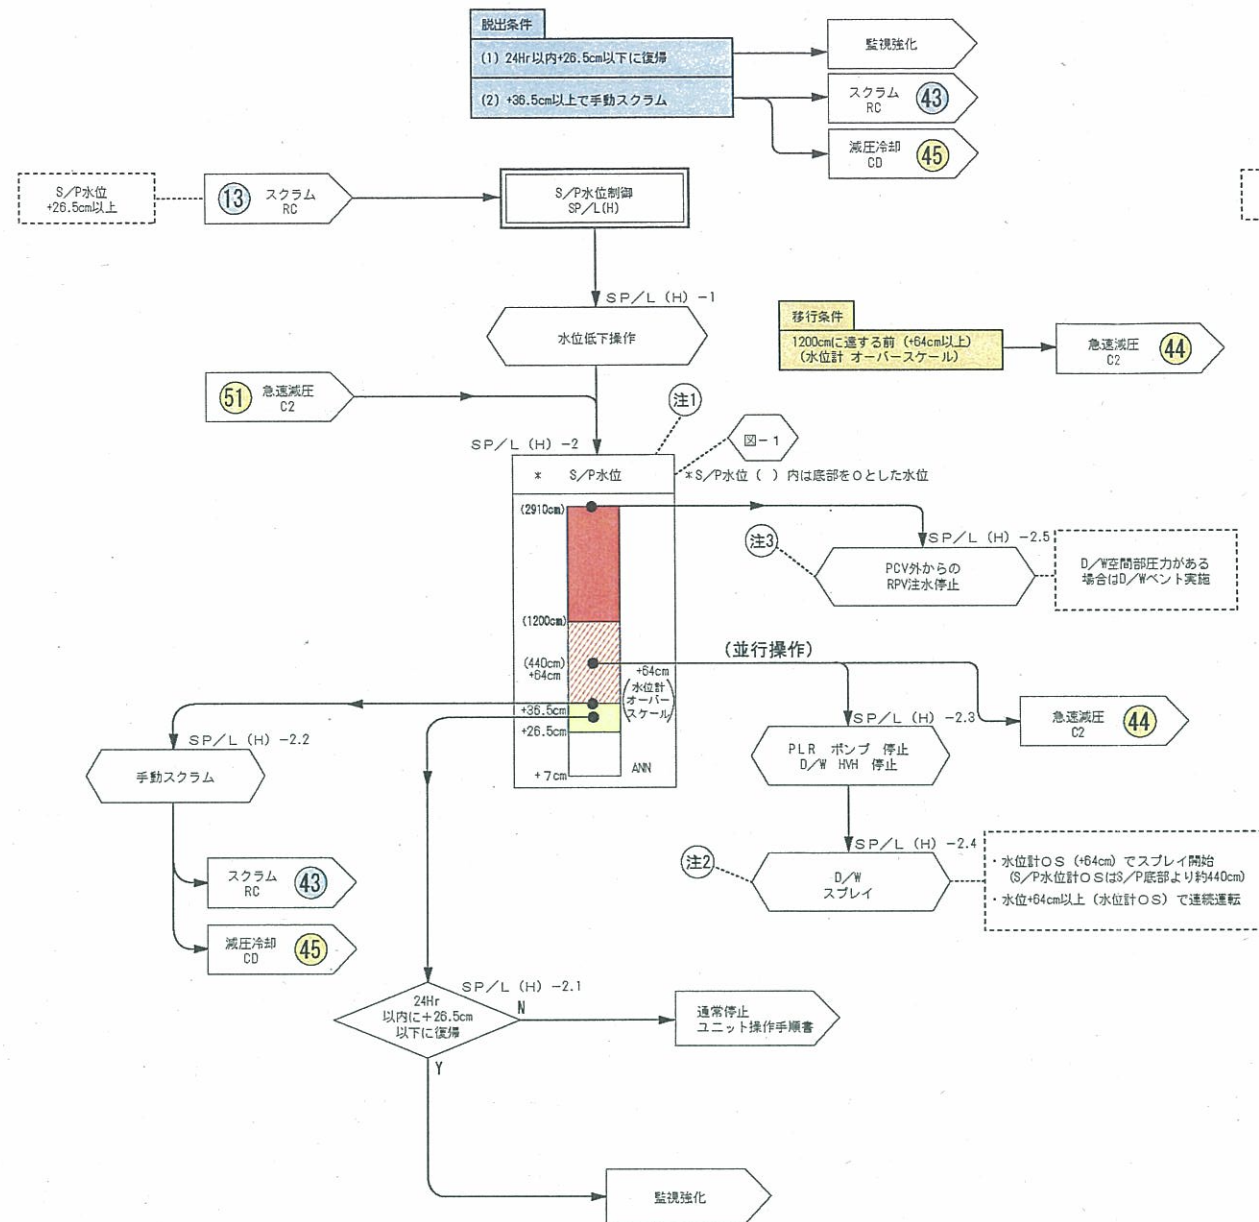 脱出条件
(1) 24Hr以内+26.5cm以下に復帰
(2) +36.5cm以上で手動スクラム
監視強化
スクラム
RC
43
減圧冷却
CD
45
S/P水位
+26.5cm以上
13
スクラム
RC
S/P水位制御
SP/L(H)
SP/L (H) -1
水位低下操作
移行条件
1200cmに達する前 (+64cm以上)
(水位計 オーバースケール)
急速減圧
C2
44
51
急速減圧
C2
注1
SP/L (H) -2
図-1
* S/P水位
*S/P水位 ( ) 内は底部を0とした水位
(2910cm)
SP/L (H) -2.5
注3
PCV外からの
RPV注水停止
D/W空間部圧力がある
場合はD/Wベント実施
(1200cm)
(並行操作)
(440cm)
+64cm
+64cm
(水位計
オーバー
スケール)
+36.5cm
+26.5cm
+7cm
ANN
SP/L (H) -2.3
急速減圧
C2
44
SP/L (H) -2.2
手動スクラム
PLR ポンプ 停止
D/W HVH 停止
SP/L (H) -2.4
注2
D/W
スプレイ
・水位計OS (+64cm) でスプレイ開始
(S/P水位計OSはS/P底部より約440cm)
・水位+64cm以上 (水位計OS) で連続運転
スクラム
RC
43
減圧冷却
CD
45
SP/L (H) -2.1
24Hr
以内に+26.5cm
以下に復帰
N
通常停止
ユニット操作手順書
Y
監視強化